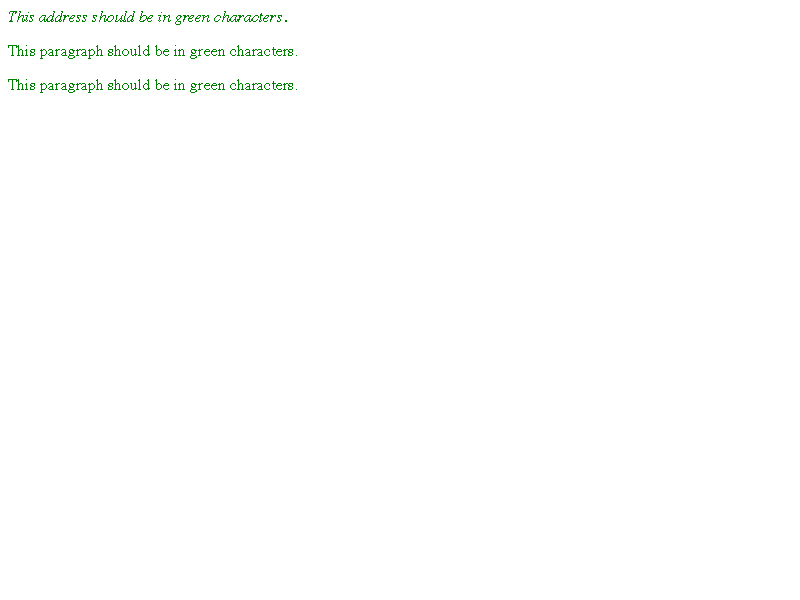 This address should be in green characters.
This paragraph should be in green characters.
This paragraph should be in green characters.